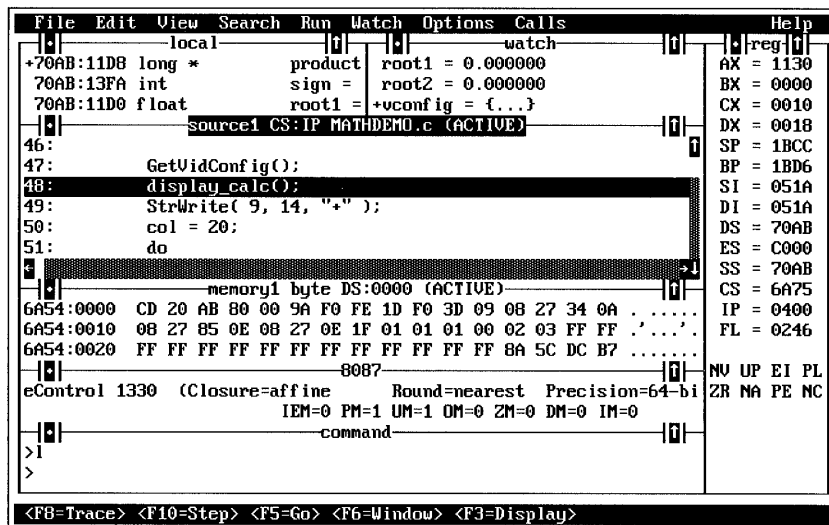 File Edit View Search Run Watch Options Calls Help
local
watch
reg
+70AB:11D8 long * product
70AB:13FA int sign =
70AB:11D0 float root1 =
root1 = 0.000000
root2 = 0.000000
+vconfig = {...}
source1 CS:IP MATHDEMO.c (ACTIVE)
46:
47: GetVidConfig();
48: display_calc();
49: StrWrite( 9, 14, "+" );
50: col = 20;
51: do
memory1 byte DS:0000 (ACTIVE)
6A54:0000 CD 20 AB 80 00 9A F0 FE 1D F0 3D 09 08 27 34 0A . .....
6A54:0010 08 27 85 0E 08 27 0E 1F 01 01 01 00 02 03 FF FF .'...'.
6A54:0020 FF FF FF FF FF FF FF FF FF FF FF FF 8A 5C DC B7 .......
8087
eControl 1330 (Closure=affine Round=nearest Precision=64-bi
IEM=0 PM=1 UM=1 OM=0 ZM=0 DM=0 IM=0
command
>l
>
AX = 1130
BX = 0000
CX = 0010
DX = 0018
SP = 1BCC
BP = 1BD6
SI = 051A
DI = 051A
DS = 70AB
ES = C000
SS = 70AB
CS = 6A75
IP = 0400
FL = 0246
NV UP EI PL
ZR NA PE NC
<F8=Trace> <F10=Step> <F5=Go> <F6=Window> <F3=Display>